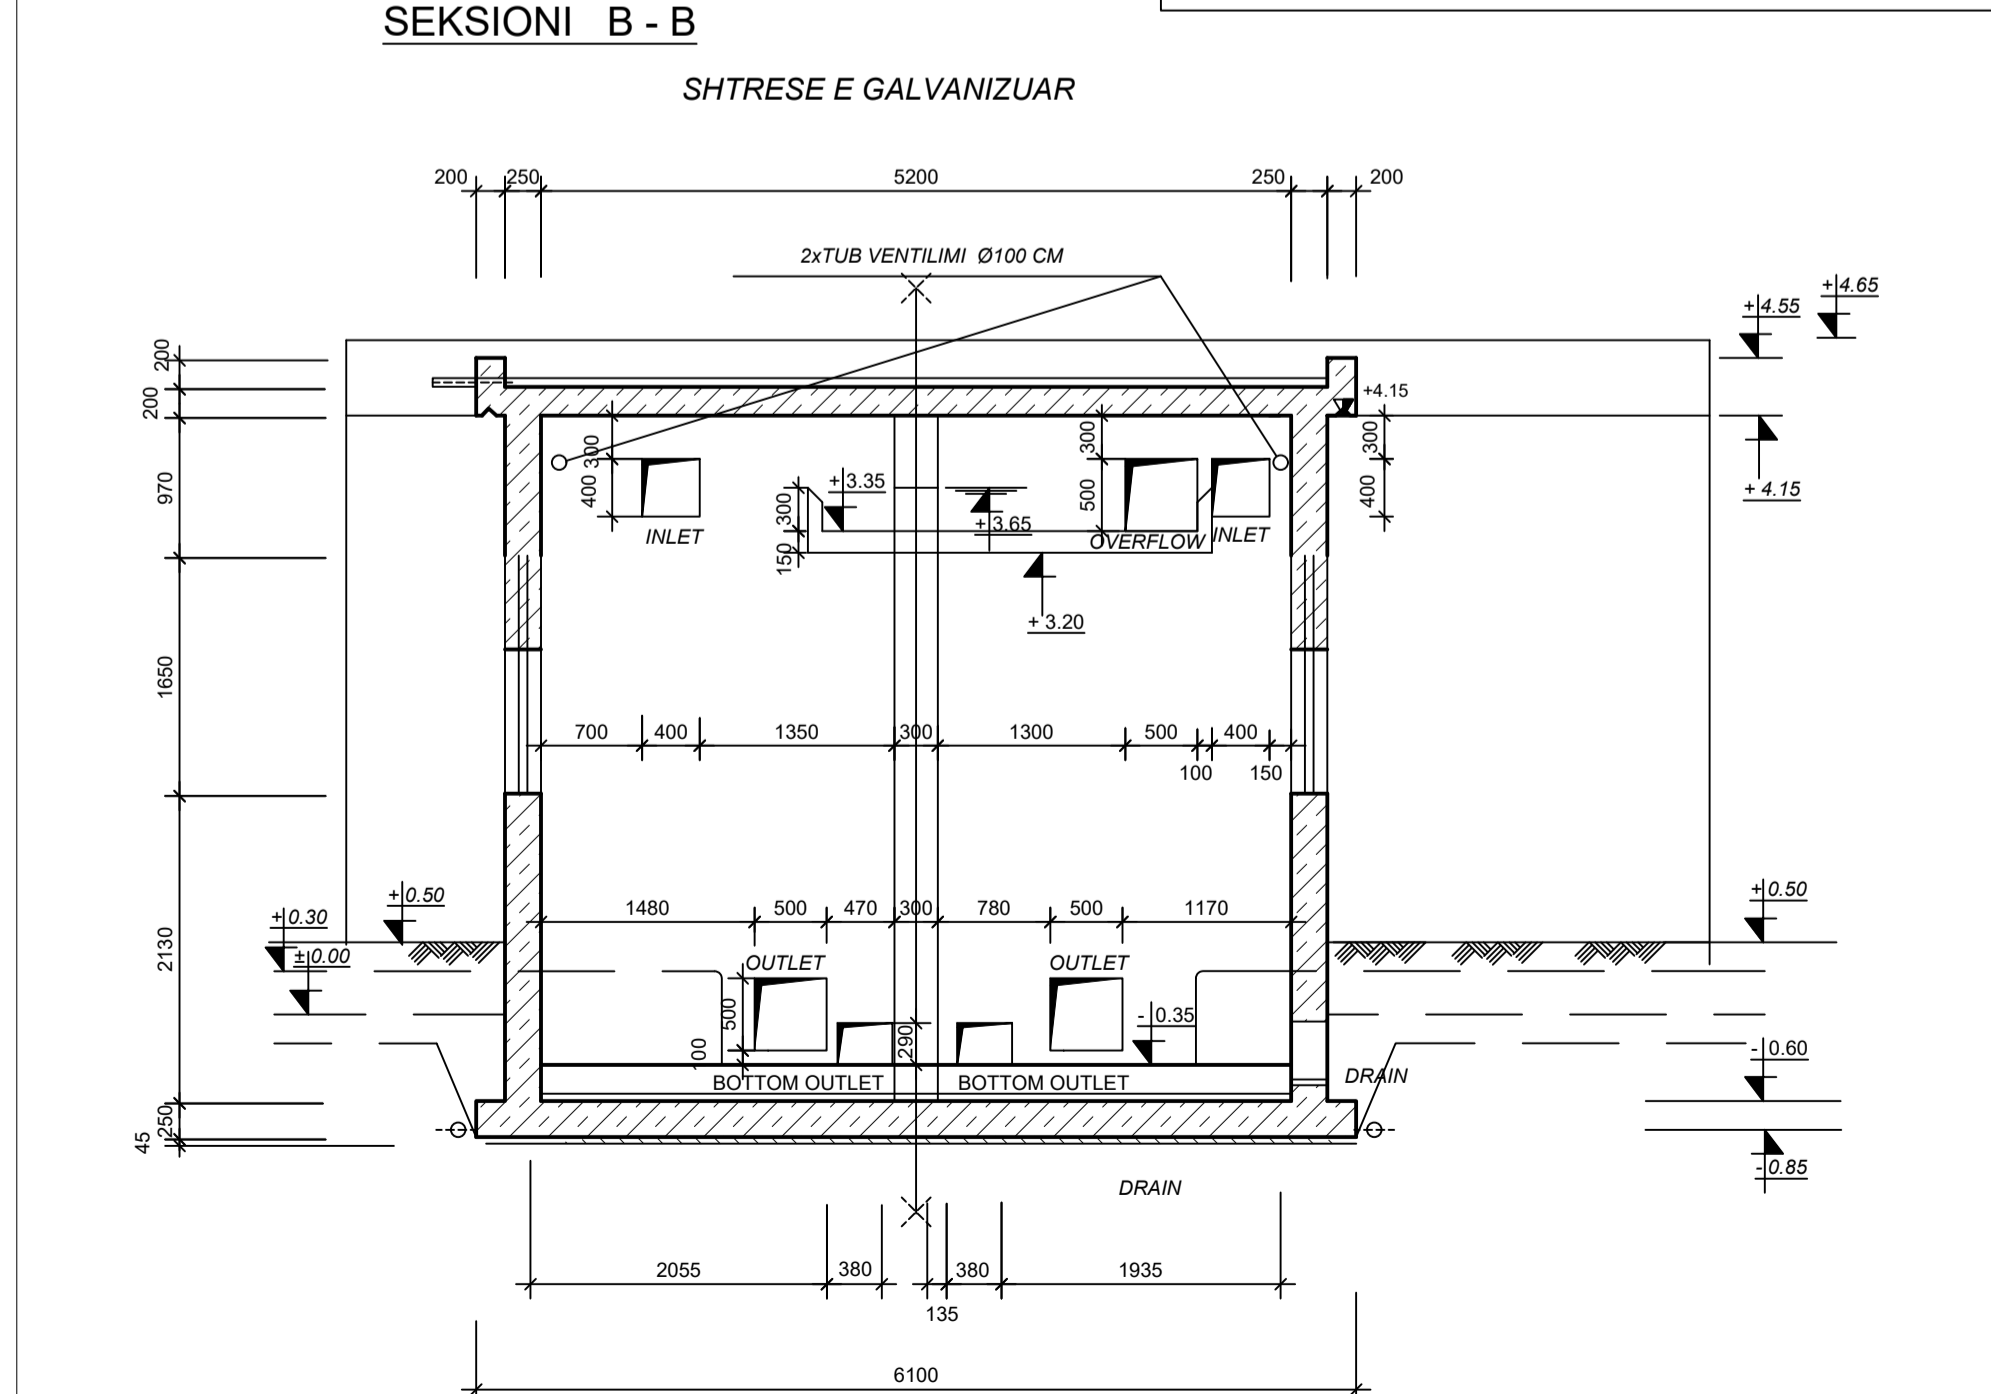 SEKSIONI B - B
SHTRESE E GALVANIZUAR
200 250 5200 250 200
2xTUB VENTILIMI Ø100 CM
+ 4.65
+ 4.55
200
200
+4.15
300 300 300
970
400 500 400
+ 3.35
+ 4.15
300
+ 3.65
INLET OVERFLOW INLET
150
+ 3.20
1650
700 400 1350 300 1300 500 400
100 150
+ 0.50 + 0.50
+ 0.30
1480 500 470 300 780 500 1170
2130
± 0.00
OUTLET OUTLET
500 - 0.35
290
00
- 0.60
BOTTOM OUTLET BOTTOM OUTLET DRAIN
250
45
- 0.85
DRAIN
2055 380 380 1935
135
6100